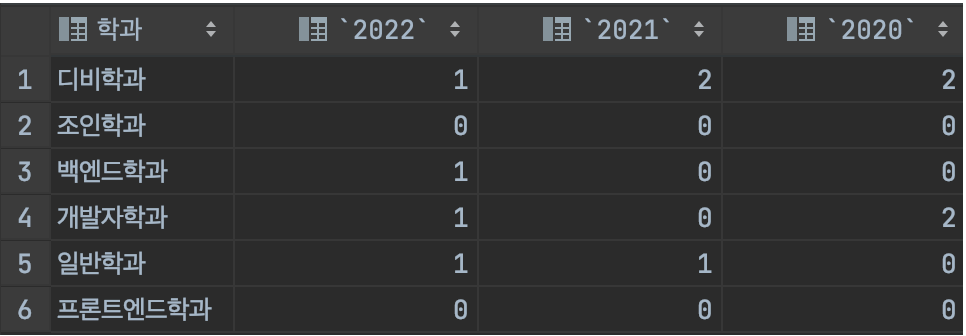 학과 `2022` `2021` `2020`
1 디비학과 1 2 2
2 조인학과 0 0 0
3 백엔드학과 1 0 0
4 개발자학과 1 0 2
5 일반학과 1 1 0
6 프론트엔드학과 0 0 0